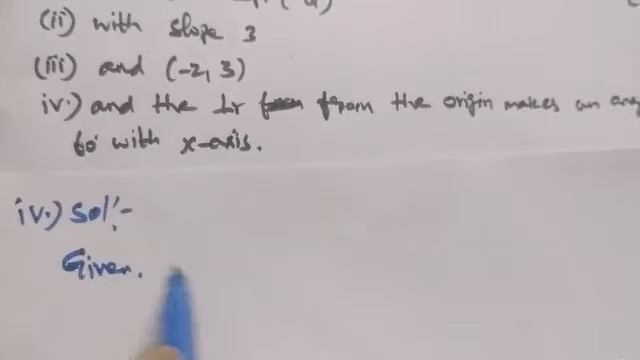 (ii) with slope 3
(iii) and (-2, 3)
iv.) and the ⊥r from the origin makes an ang
60° with x-axis.
iv.) Sol:-
Given.